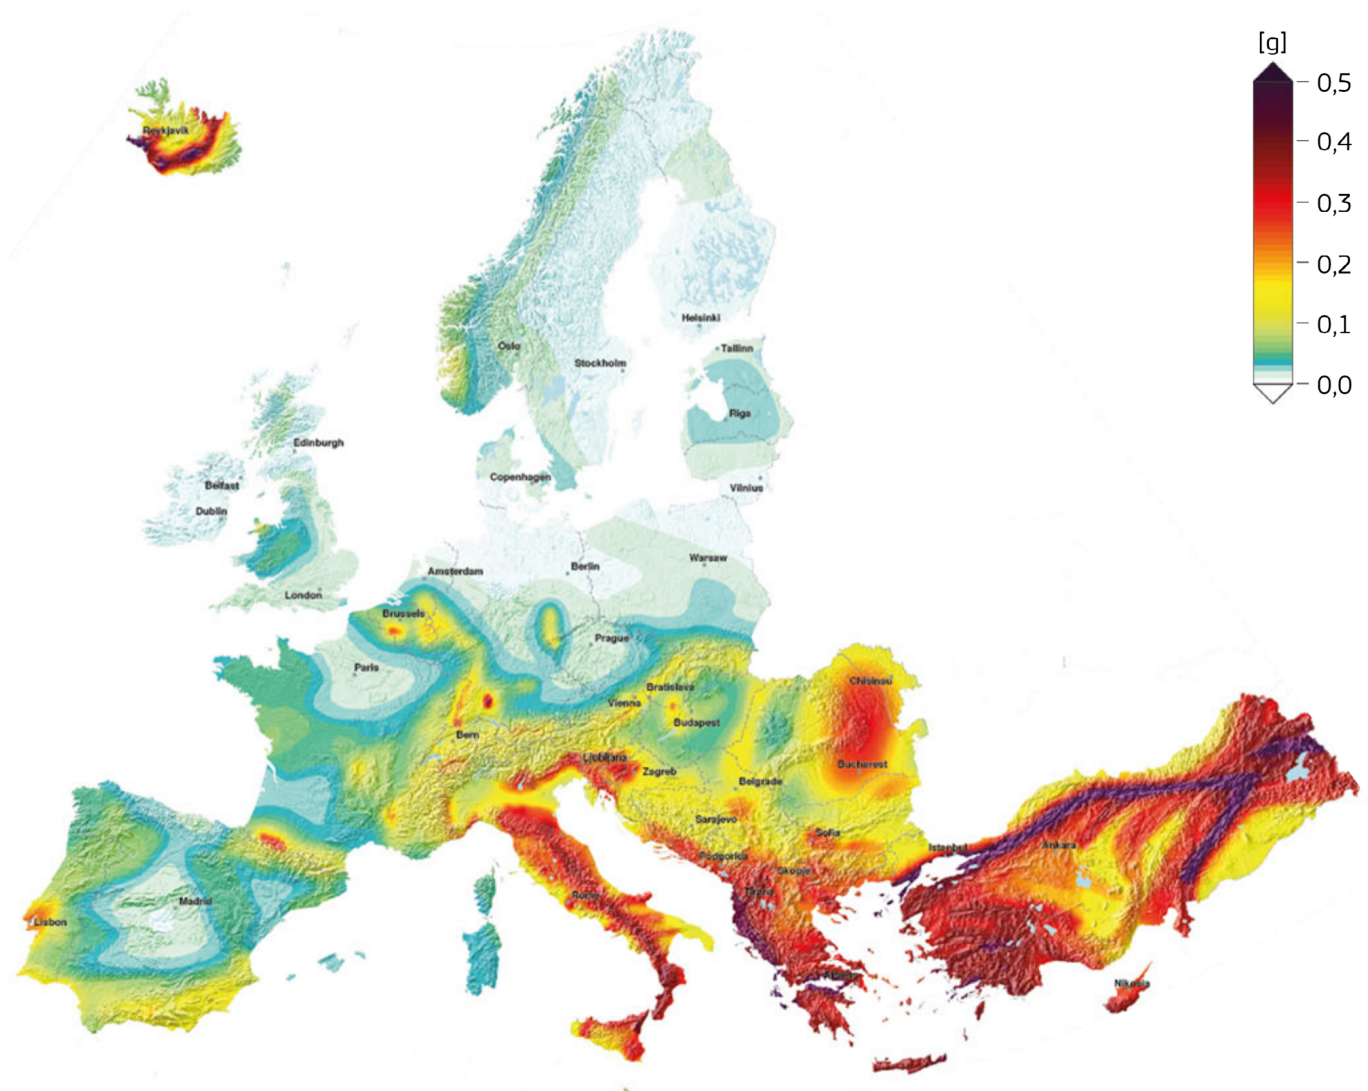 [g]
0,5
0,4
0,3
0,2
0,1
0,0
Reykjavik
Helsinki
Oslo
Tallinn
Stockholm
Riga
Edinburgh
Copenhagen
Belfast
Vilnius
Dublin
Warsaw
Berlin
Amsterdam
London
Brussels
Prague
Paris
Chisinau
Bratislava
Vienna
Budapest
Bern
Ljubljana
Bucharest
Zagreb
Belgrade
Sarajevo
Sofia
Istanbul
Ankara
Podgorica
Skopje
Tirana
Rome
Madrid
Lisbon
Athens
Nikosia